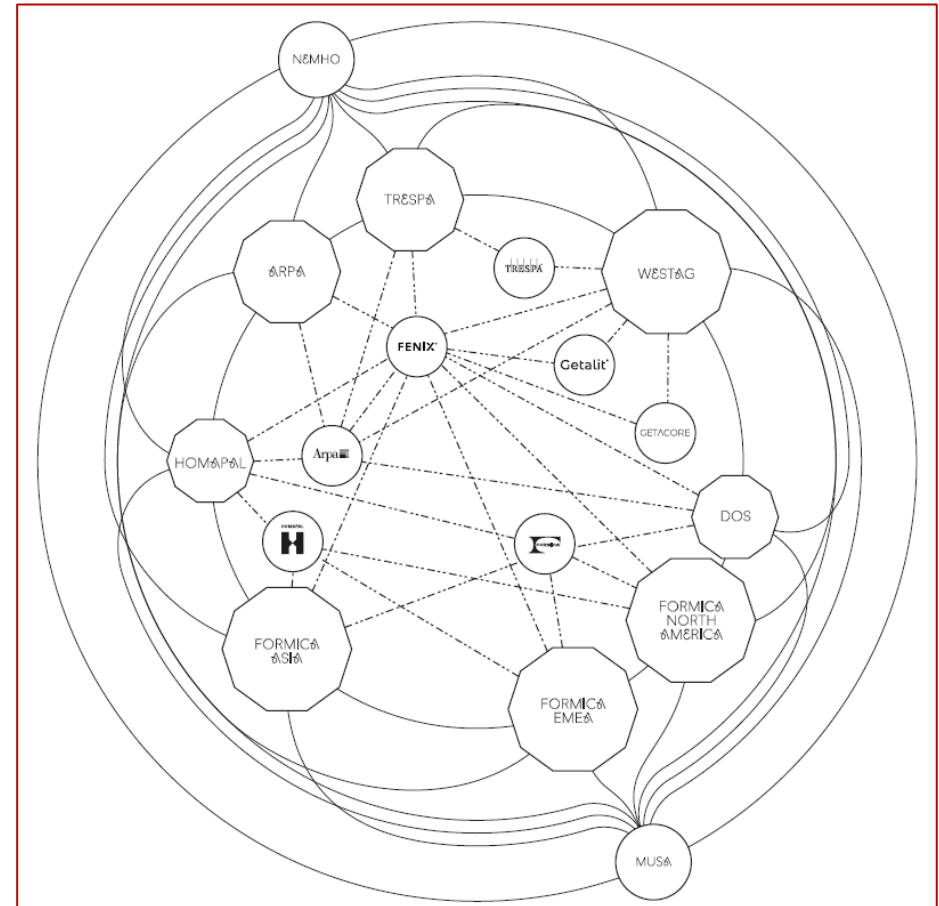 NEMHO
TRESPA
ARPA
TRESPA
WESTAG
FENIX
Getalit
GETACORE
Arpa
HOMAPAL
DOS
HOMAPAL
H
F
FORMICA
FORMICA
NORTH
AMERICA
FORMICA
ASIA
FORMICA
EMEA
MUSA